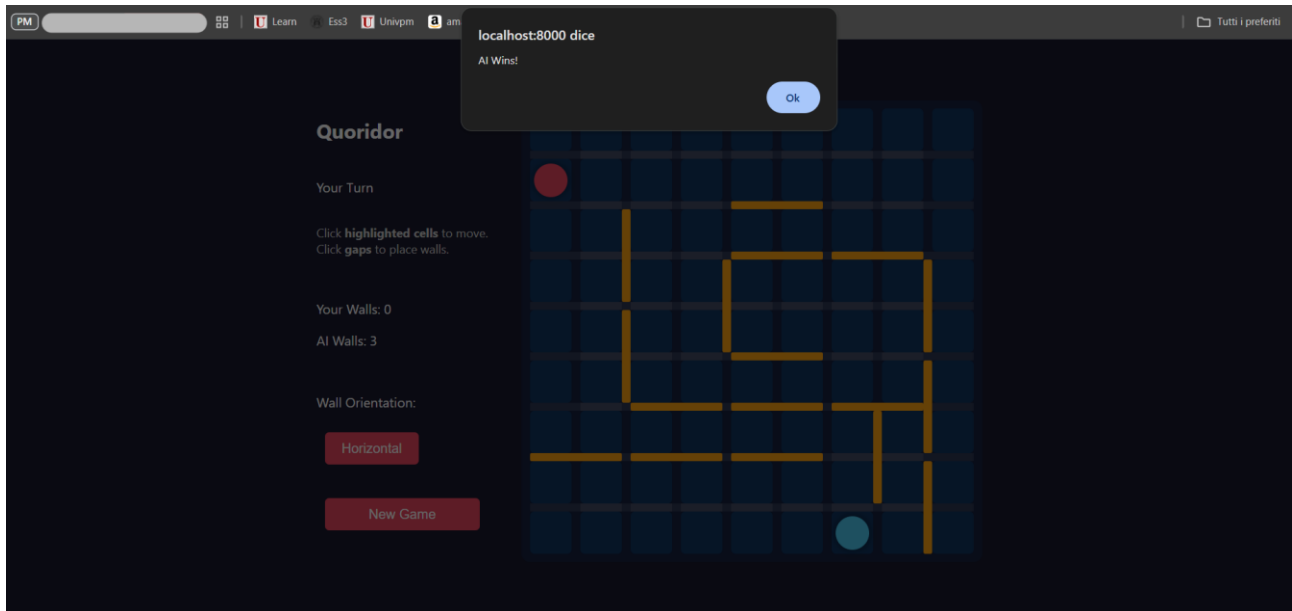 PM
Learn
Ess3
Univpm
am
Tutti i preferiti
localhost:8000 dice
AI Wins!
Ok
Quoridor
Your Turn
Click highlighted cells to move.
Click gaps to place walls.
Your Walls: 0
AI Walls: 3
Wall Orientation:
Horizontal
New Game